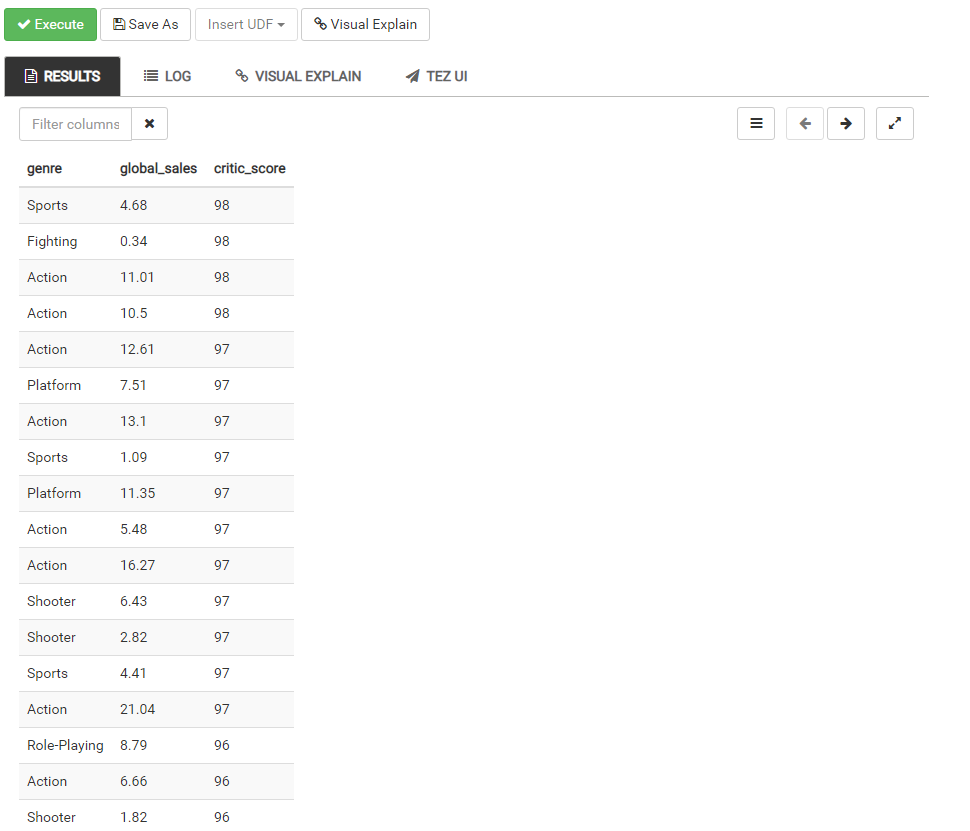 Execute Save As Insert UDF Visual Explain
RESULTS LOG VISUAL EXPLAIN TEZ UI
Filter columns
genre global_sales critic_score
Sports 4.68 98
Fighting 0.34 98
Action 11.01 98
Action 10.5 98
Action 12.61 97
Platform 7.51 97
Action 13.1 97
Sports 1.09 97
Platform 11.35 97
Action 5.48 97
Action 16.27 97
Shooter 6.43 97
Shooter 2.82 97
Sports 4.41 97
Action 21.04 97
Role-Playing 8.79 96
Action 6.66 96
Shooter 1.82 96